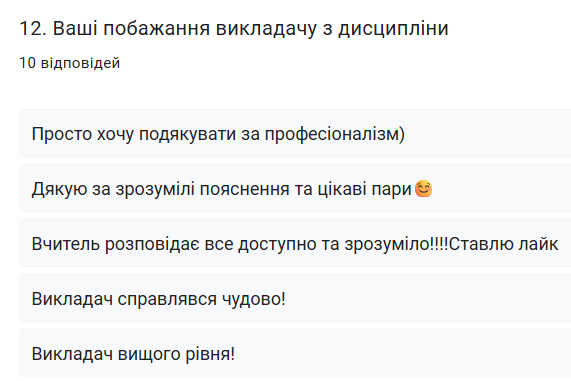 12. Ваші побажання викладачу з дисципліни
10 відповідей
Просто хочу подякувати за професіоналізм)
Дякую за зрозумілі пояснення та цікаві пари😊
Вчитель розповідає все доступно та зрозуміло!!!!Ставлю лайк
Викладач справлявся чудово!
Викладач вищого рівня!